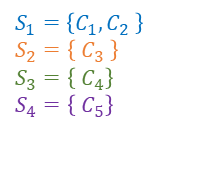 S₁ = {C₁, C₂ }
S₂ = { C₃ }
S₃ = { C₄}
S₄ = { C₅}